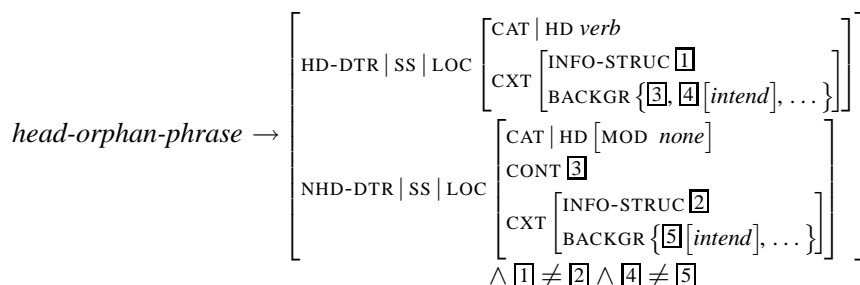 CAT | HD verb
HD-DTR | SS | LOC
CXT [INFO-STRUC 1
BACKGR {3, 4 [intend], ...}]
head-orphan-phrase →
CAT | HD [MOD none]
CONT 3
NHD-DTR | SS | LOC
CXT [INFO-STRUC 2
BACKGR {5 [intend], ...}]
∧ 1 ≠ 2 ∧ 4 ≠ 5